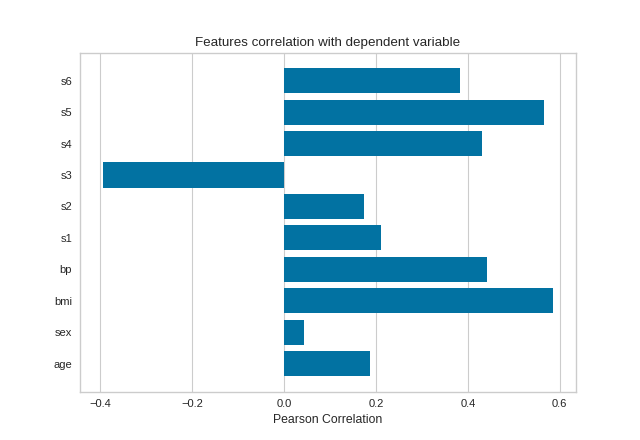 Features correlation with dependent variable
s6
s5
s4
s3
s2
s1
bp
bmi
sex
age
−0.4 −0.2 0.0 0.2 0.4 0.6
Pearson Correlation